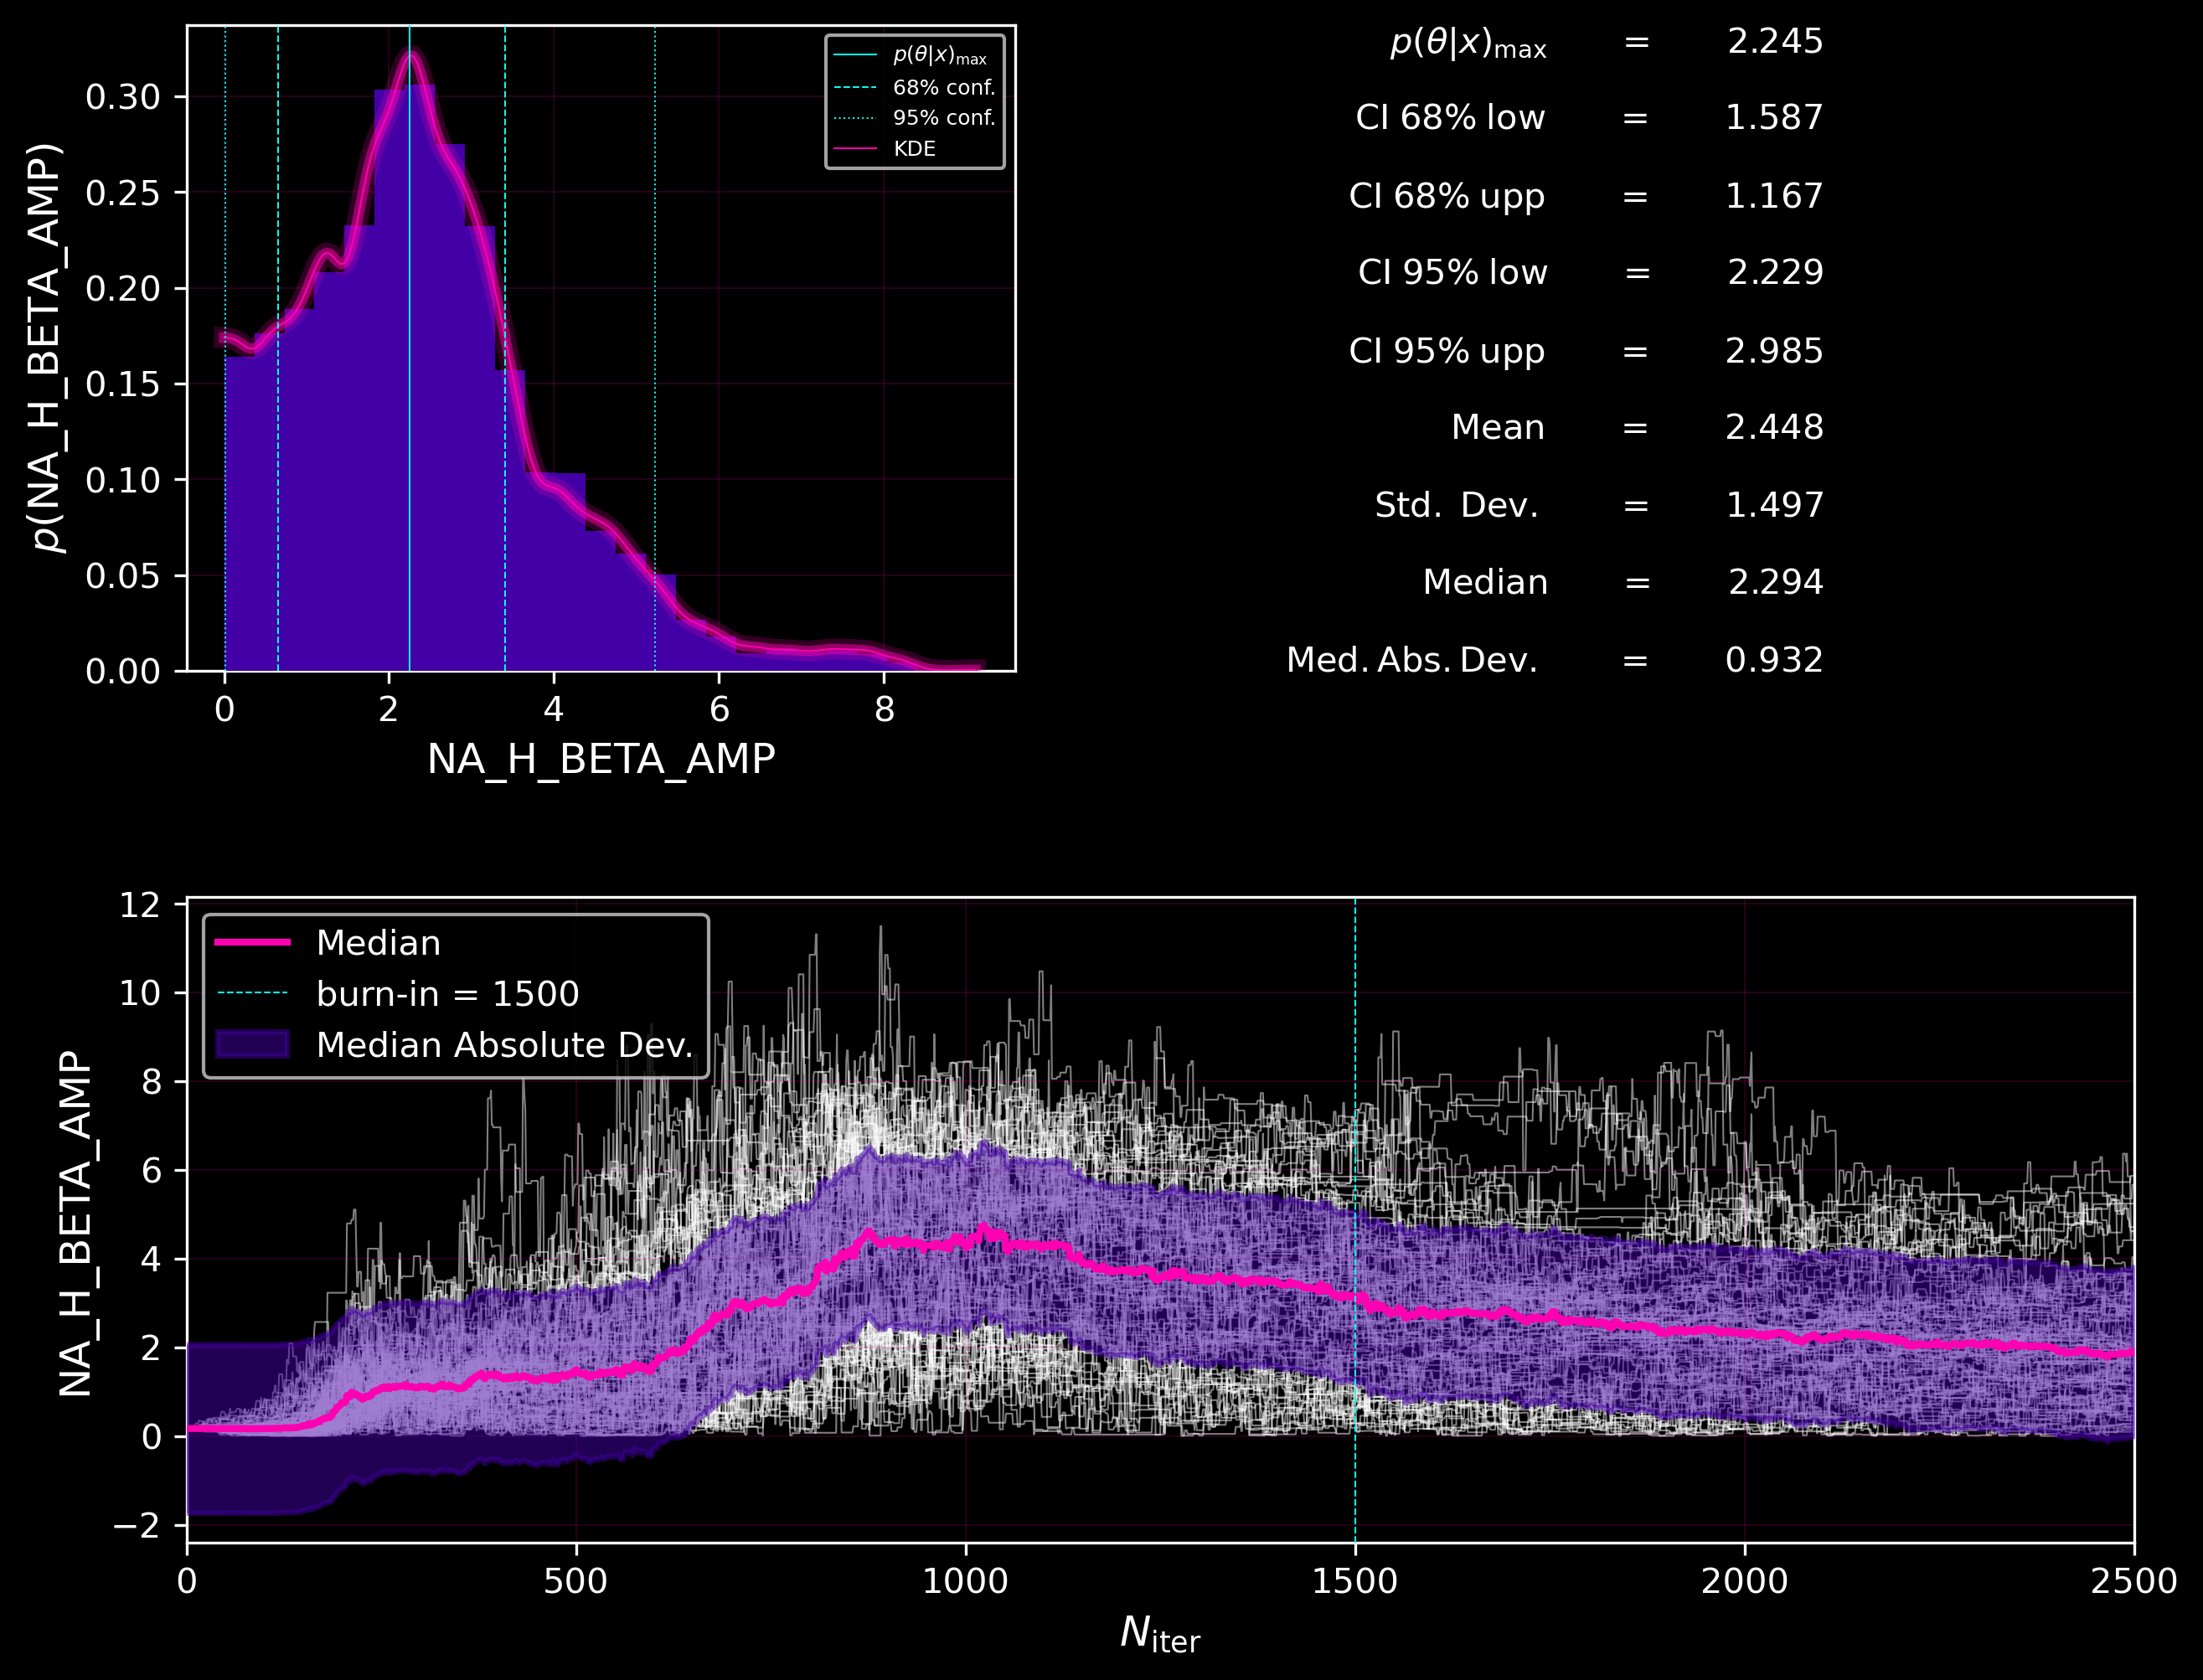 p(NA_H_BETA_AMP)
0.30
0.25
0.20
0.15
0.10
0.05
0.00
0 2 4 6 8
NA_H_BETA_AMP
p(θ|x)max
68% conf.
95% conf.
KDE
p(θ|x)max = 2.245
CI 68% low = 1.587
CI 68% upp = 1.167
CI 95% low = 2.229
CI 95% upp = 2.985
Mean = 2.448
Std. Dev. = 1.497
Median = 2.294
Med. Abs. Dev. = 0.932
NA_H_BETA_AMP
12
10
8
6
4
2
0
−2
Median
burn-in = 1500
Median Absolute Dev.
0 500 1000 1500 2000 2500
Niter